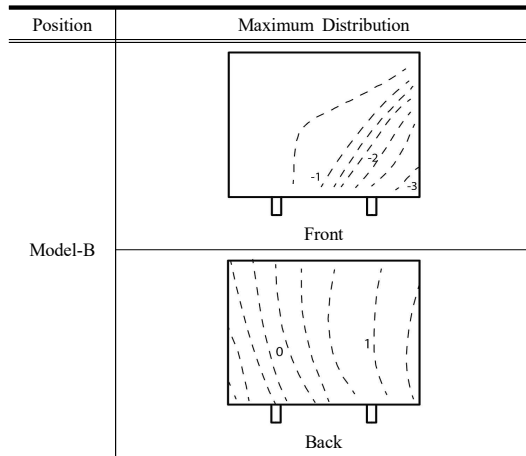 Position Maximum Distribution
-1
-2
-3
Front
Model-B
0
1
Back